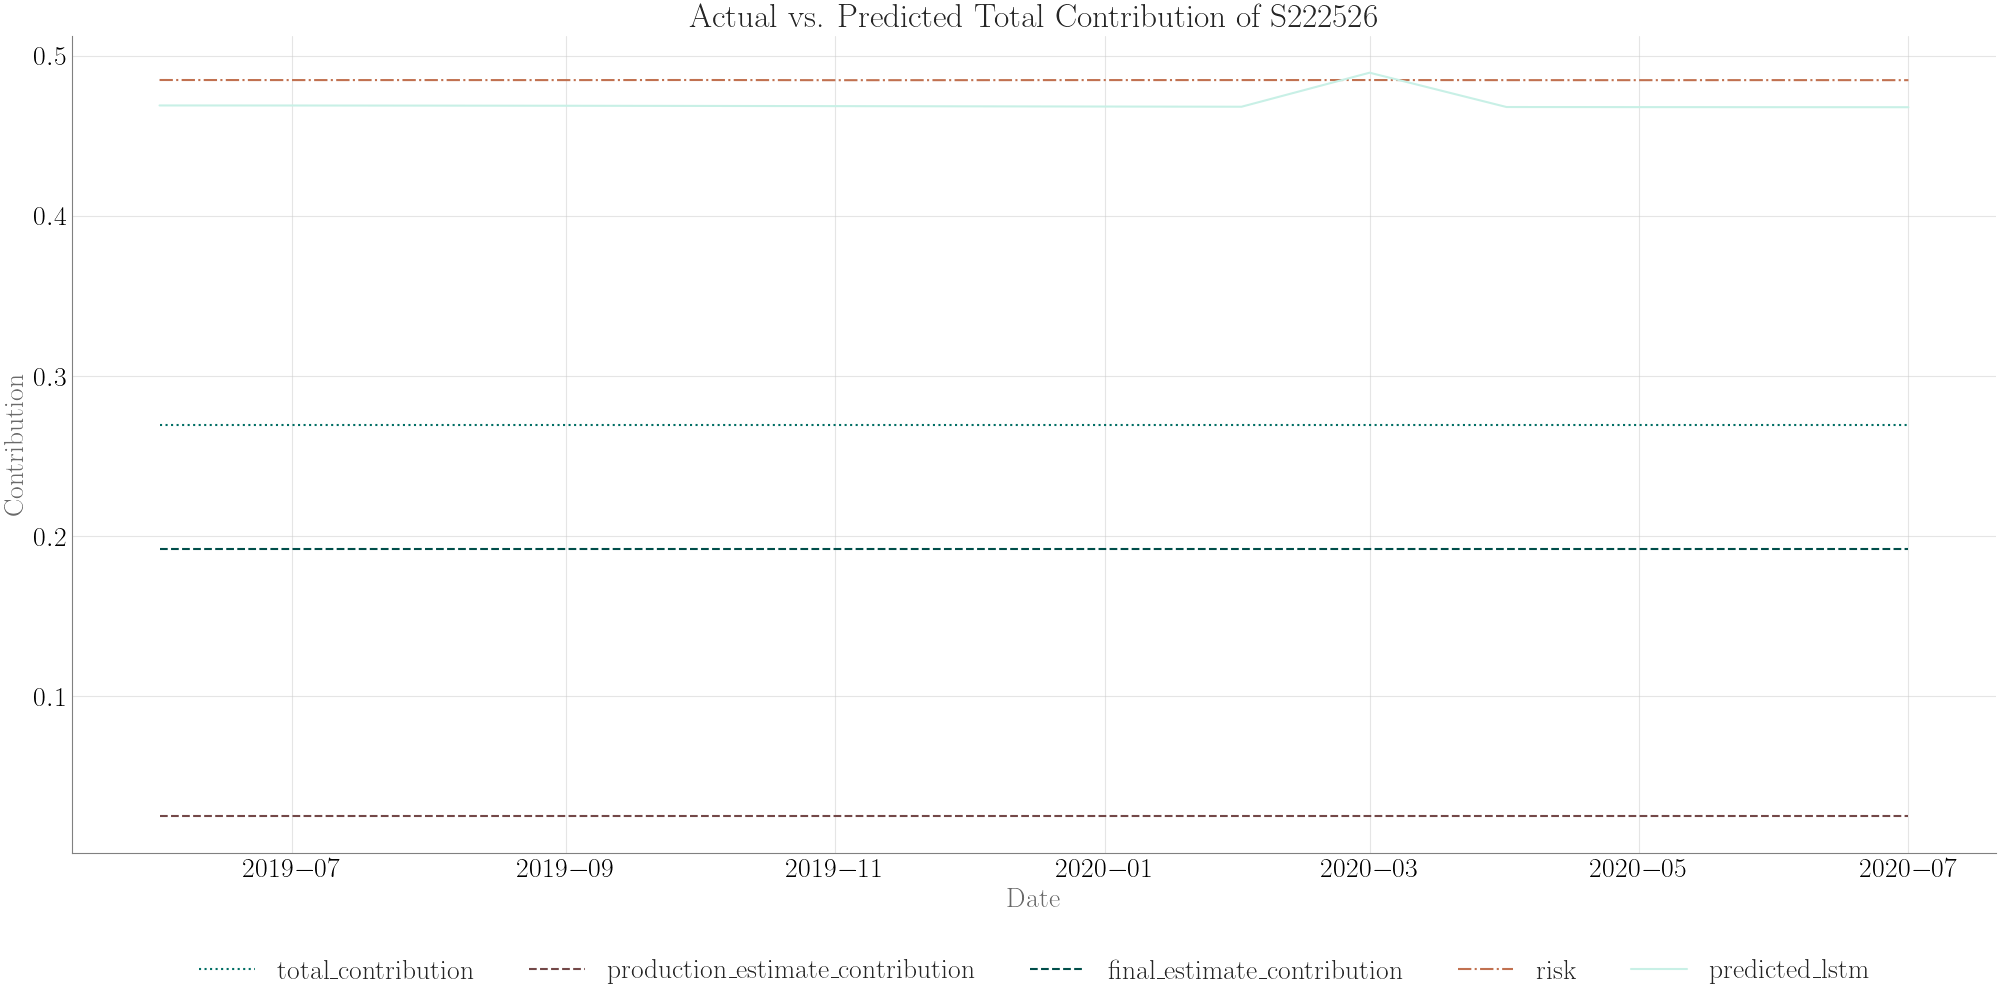 Actual vs. Predicted Total Contribution of S222526
0.5
0.4
0.3
0.2
0.1
Contribution
2019−07 2019−09 2019−11 2020−01 2020−03 2020−05 2020−07
Date
total_contribution production_estimate_contribution final_estimate_contribution risk predicted_lstm